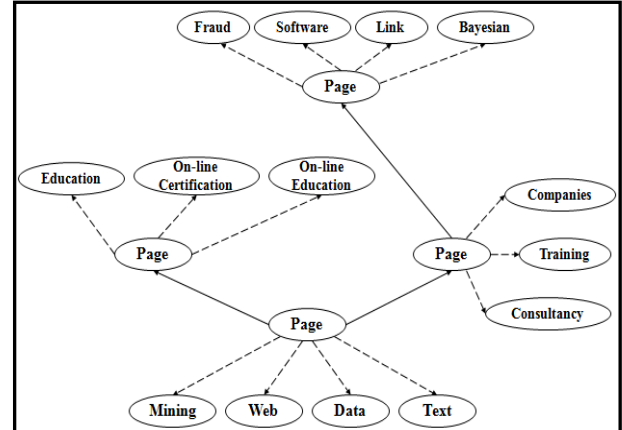 Fraud
Software
Link
Bayesian
Page
Education
On-line
Certification
On-line
Education
Companies
Page
Page
Training
Consultancy
Page
Mining
Web
Data
Text